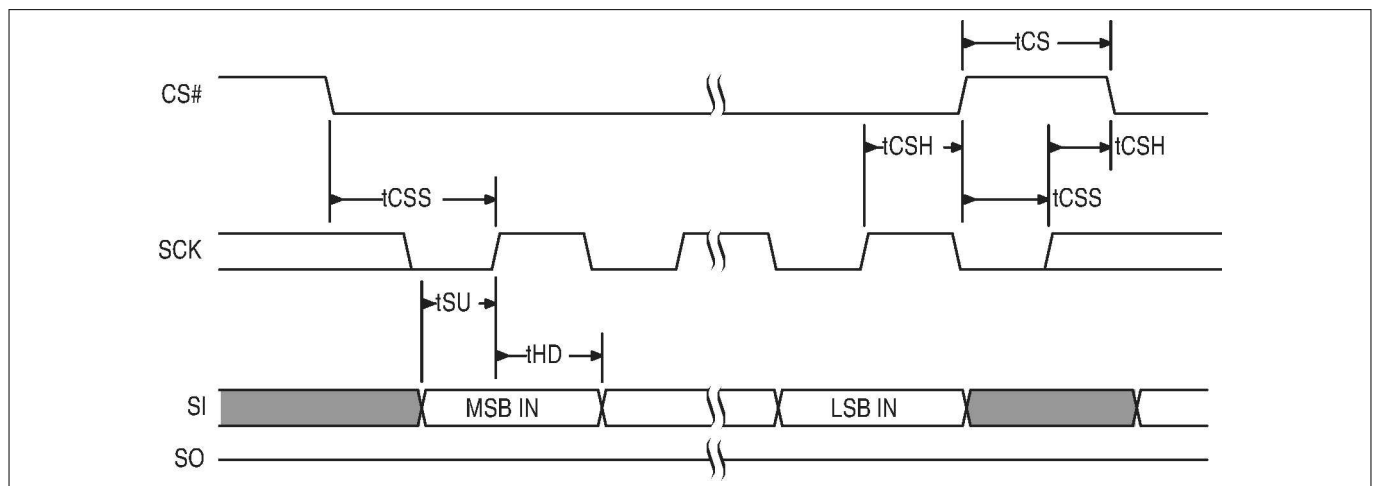 tCS
CS#
tCSH
tCSH
tCSS
tCSS
SCK
tSU
tHD
SI
MSB IN
LSB IN
SO